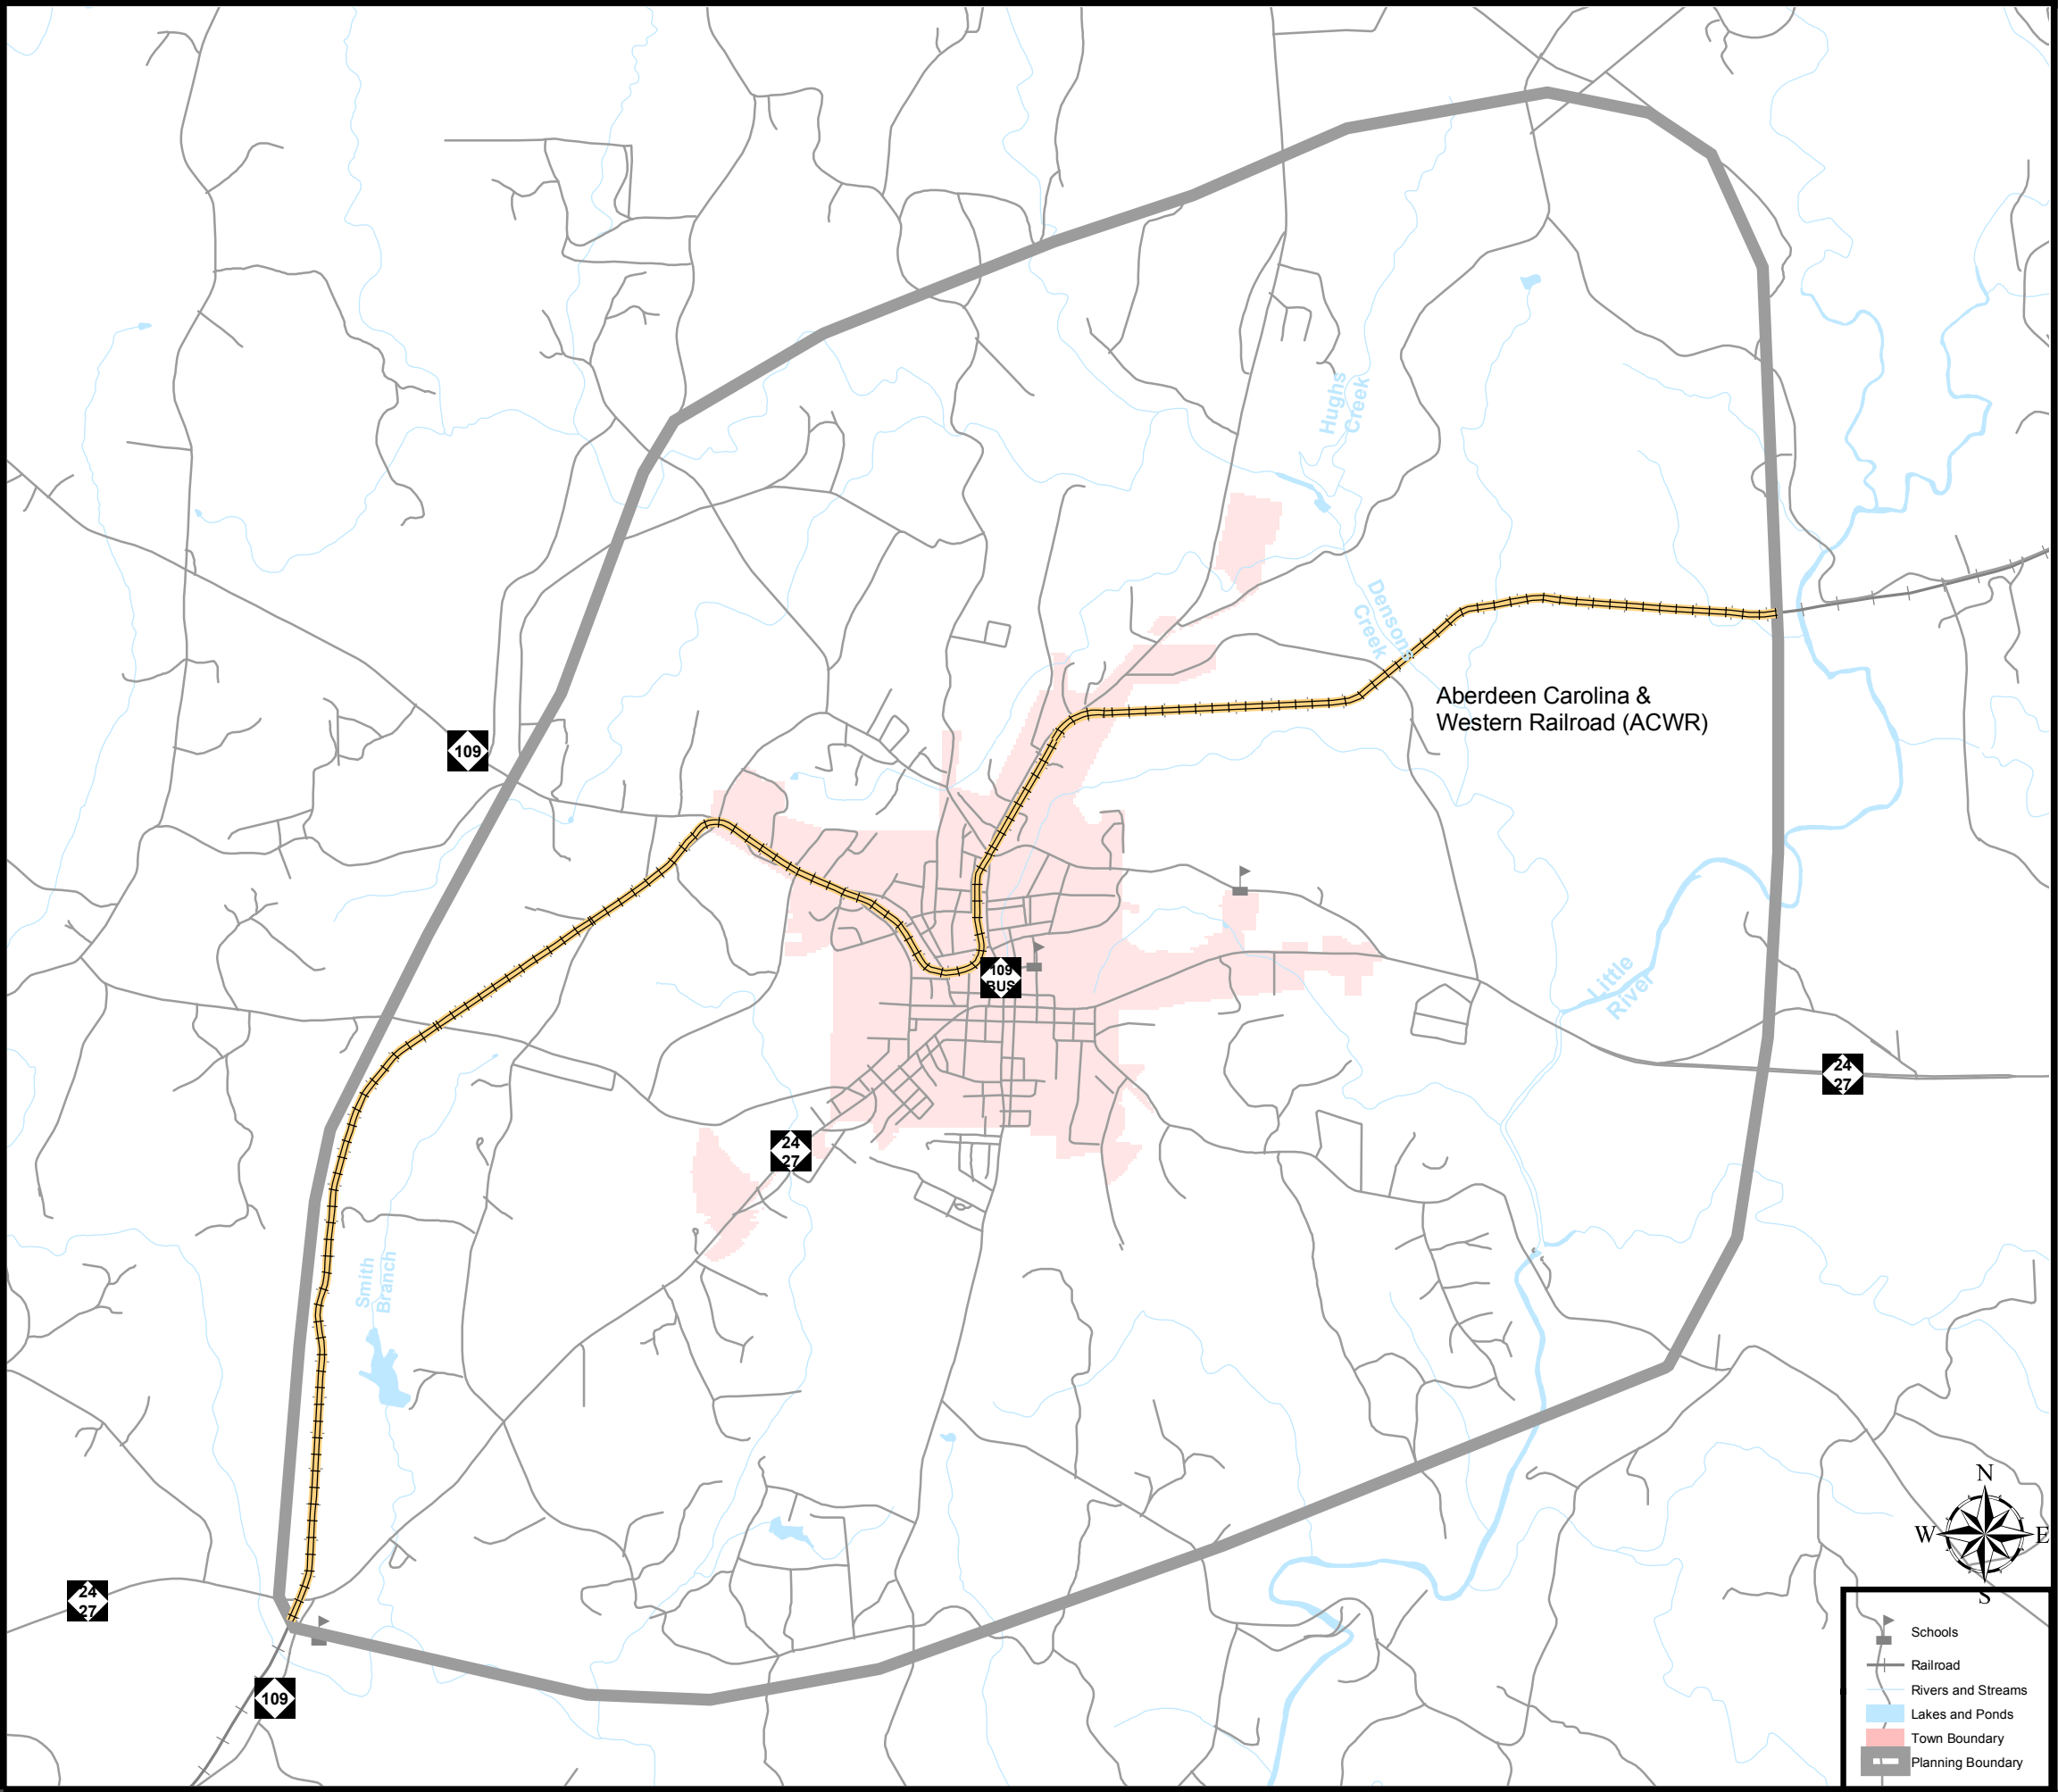 Hughs
Creek
Densons
Creek
Aberdeen Carolina &
Western Railroad (ACWR)
109
109
BUS
Little
River
24
27
24
27
Smith
Branch
24
27
109
N
W
E
S
Schools
Railroad
Rivers and Streams
Lakes and Ponds
Town Boundary
Planning Boundary